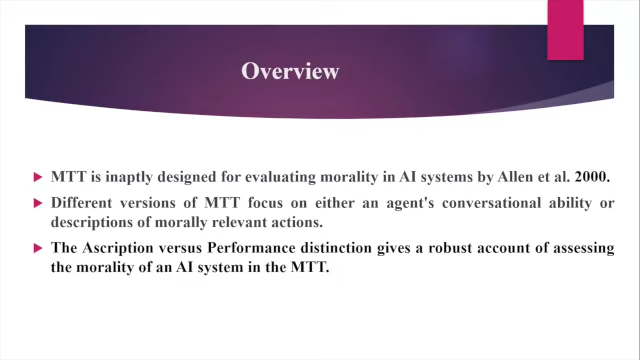 Overview
MTT is inaptly designed for evaluating morality in AI systems by Allen et al. 2000.
Different versions of MTT focus on either an agent's conversational ability or
descriptions of morally relevant actions.
The Ascription versus Performance distinction gives a robust account of assessing
the morality of an AI system in the MTT.